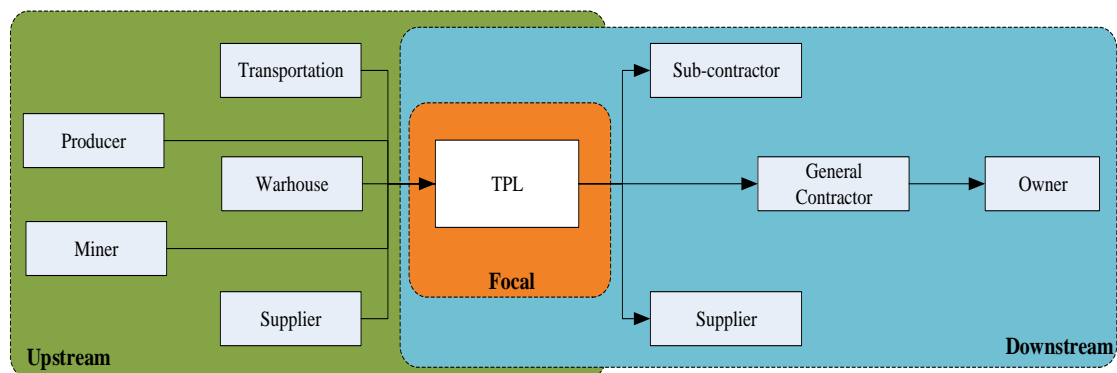 Transportation
Producer
Warhouse
Miner
Supplier
Upstream
TPL
Focal
Sub-contractor
General
Contractor
Owner
Supplier
Downstream